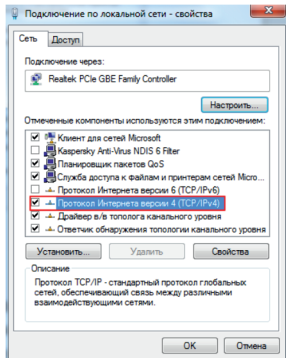 Подключение по локальной сети - свойства
Сеть
Доступ
Подключение через:
Realtek PCIe GBE Family Controller
Настроить...
Отмеченные компоненты используются этим подключением:
Клиент для сетей Microsoft
Kaspersky Anti-Virus NDIS 6 Filter
Планировщик пакетов QoS
Служба доступа к файлам и принтерам сетей Micro...
Протокол Интернета версии 6 (TCP/IPv6)
Протокол Интернета версии 4 (TCP/IPv4)
Драйвер в/в тополога канального уровня
Ответчик обнаружения топологии канального уровня
Установить...
Удалить
Свойства
Описание
Протокол TCP/IP - стандартный протокол глобальных
сетей, обеспечивающий связь между различными
взаимодействующими сетями.
OK
Отмена